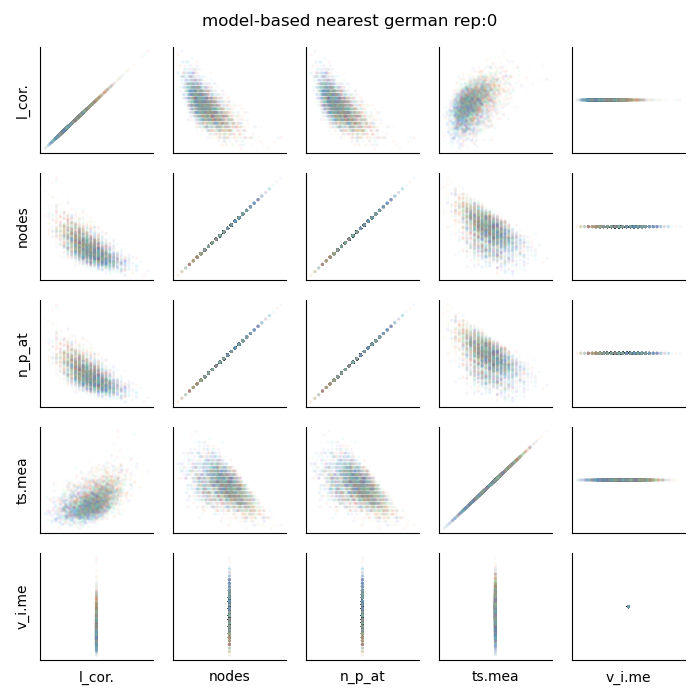 model-based nearest german rep:0
l_cor.
nodes
n_p_at
ts.mea
v_i.me
l_cor.
nodes
n_p_at
ts.mea
v_i.me